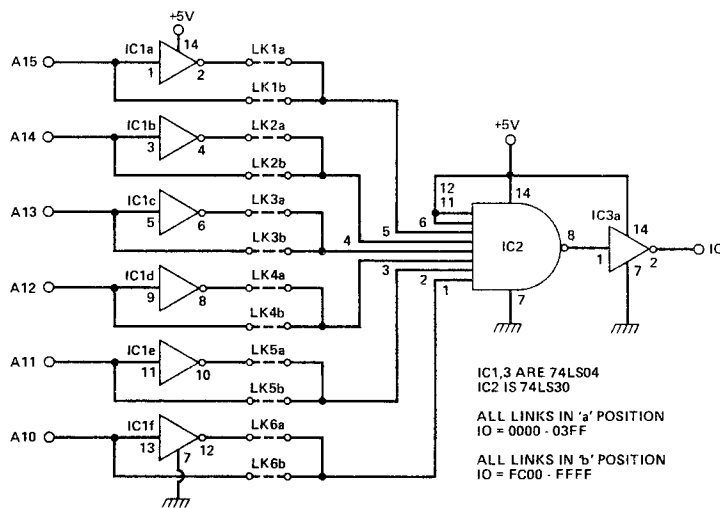 +5V
14
A15
IC1a
1
2
LK1a
LK1b
A14
IC1b
3
4
LK2a
LK2b
+5V
A13
IC1c
5
6
LK3a
LK3b
12
11
6
5
4
14
IC2
8
7
IC3a
14
1
2
7
IO
A12
IC1d
9
8
LK4a
LK4b
3
2
1
A11
IC1e
11
10
LK5a
LK5b
A10
IC1f
13
12
7
LK6a
LK6b
IC1,3 ARE 74LS04
IC2 IS 74LS30
ALL LINKS IN 'a' POSITION
IO = 0000 - 03FF
ALL LINKS IN 'b' POSITION
IO = FC00 - FFFF